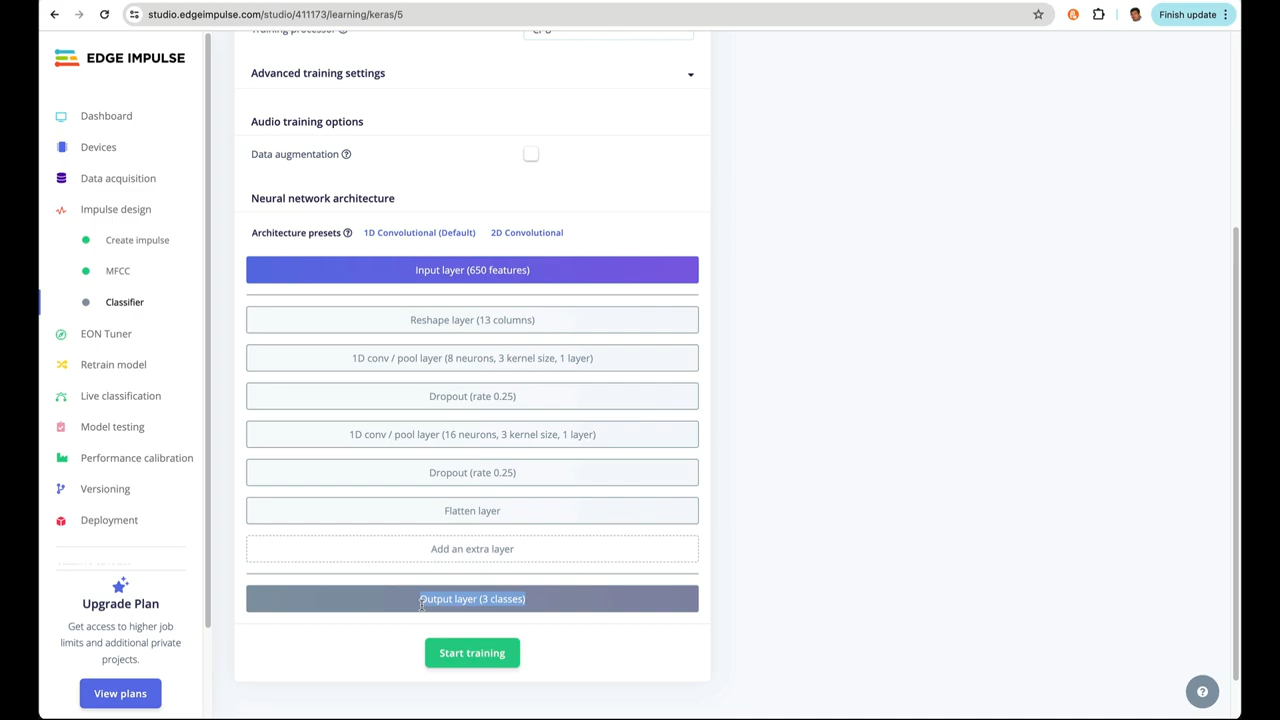 studio.edgeimpulse.com/studio/411173/learning/keras/5
Finish update
EDGE IMPULSE
Dashboard
Devices
Data acquisition
Impulse design
Create impulse
MFCC
Classifier
EON Tuner
Retrain model
Live classification
Model testing
Performance calibration
Versioning
Deployment
Upgrade Plan
Get access to higher job
limits and additional private
projects.
View plans
Training processor
CPU
Advanced training settings
Audio training options
Data augmentation
Neural network architecture
Architecture presets 1D Convolutional (Default) 2D Convolutional
Input layer (650 features)
Reshape layer (13 columns)
1D conv / pool layer (8 neurons, 3 kernel size, 1 layer)
Dropout (rate 0.25)
1D conv / pool layer (16 neurons, 3 kernel size, 1 layer)
Dropout (rate 0.25)
Flatten layer
Add an extra layer
Output layer (3 classes)
Start training